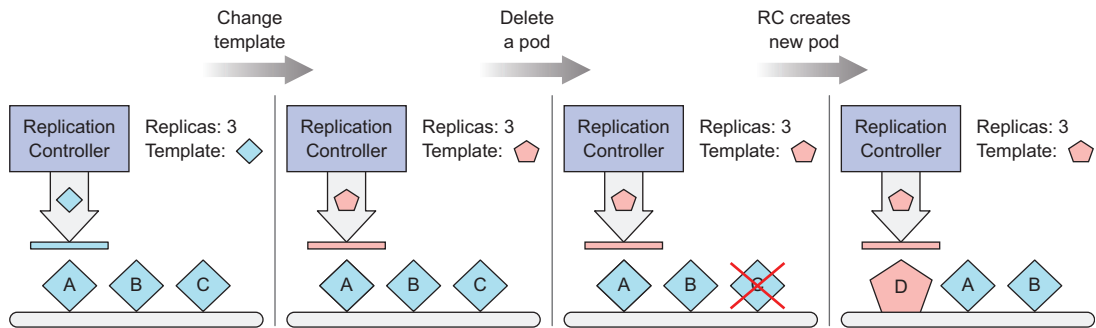 Change
template
Delete
a pod
RC creates
new pod
Replication
Controller
Replicas: 3
Template:
A
B
C
Replication
Controller
Replicas: 3
Template:
A
B
C
Replication
Controller
Replicas: 3
Template:
A
B
C
Replication
Controller
Replicas: 3
Template:
D
A
B